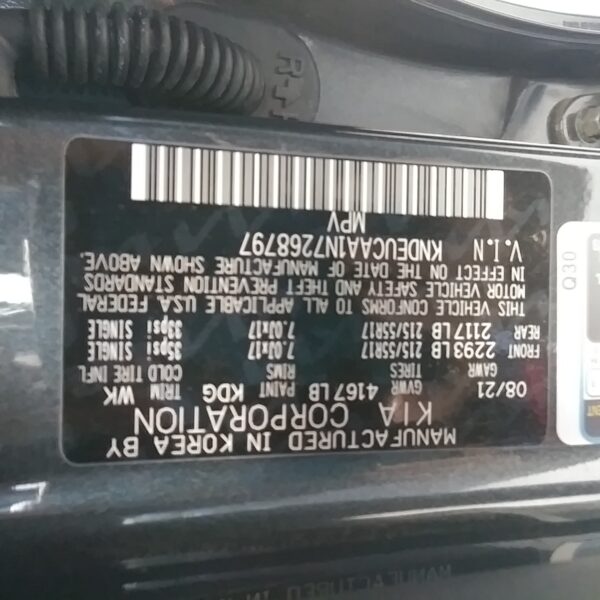 MANUFACTURED IN KOREA BY
KIA CORPORATION
08/21 GVWR 4167LB PAINT KDG TRIM WK
GAWR TIRES RIMS COLD TIRE INFL
FRONT 2293LB 215/55R17 7.0Jx17 35psi SINGLE
REAR 2117LB 215/55R17 7.0Jx17 33psi SINGLE
THIS VEHICLE CONFORMS TO ALL APPLICABLE U.S.A. FEDERAL
MOTOR VEHICLE SAFETY AND THEFT PREVENTION STANDARDS
IN EFFECT ON THE DATE OF MANUFACTURE SHOWN ABOVE.
V.I.N KNDEUCAA1N7268797
MPV
Q30
MANUFACTURED IN